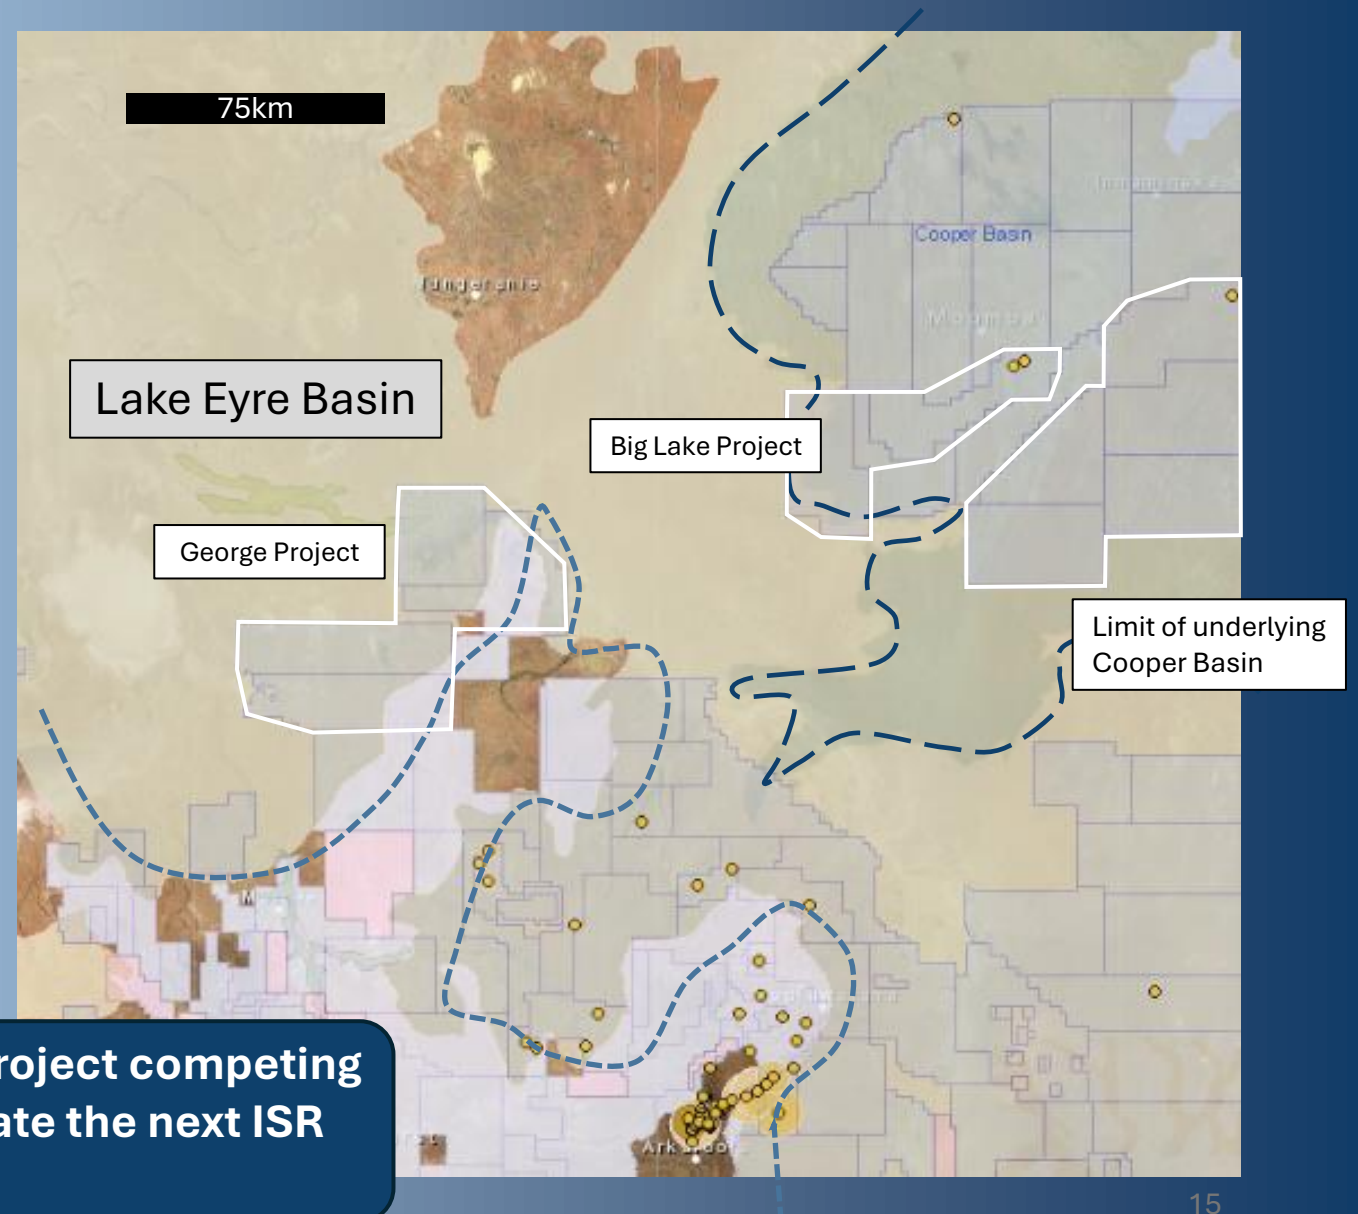 75km
Cooper Basin
Lake Eyre Basin
Big Lake Project
George Project
Limit of underlying
Cooper Basin
roject competing
ate the next ISR
15